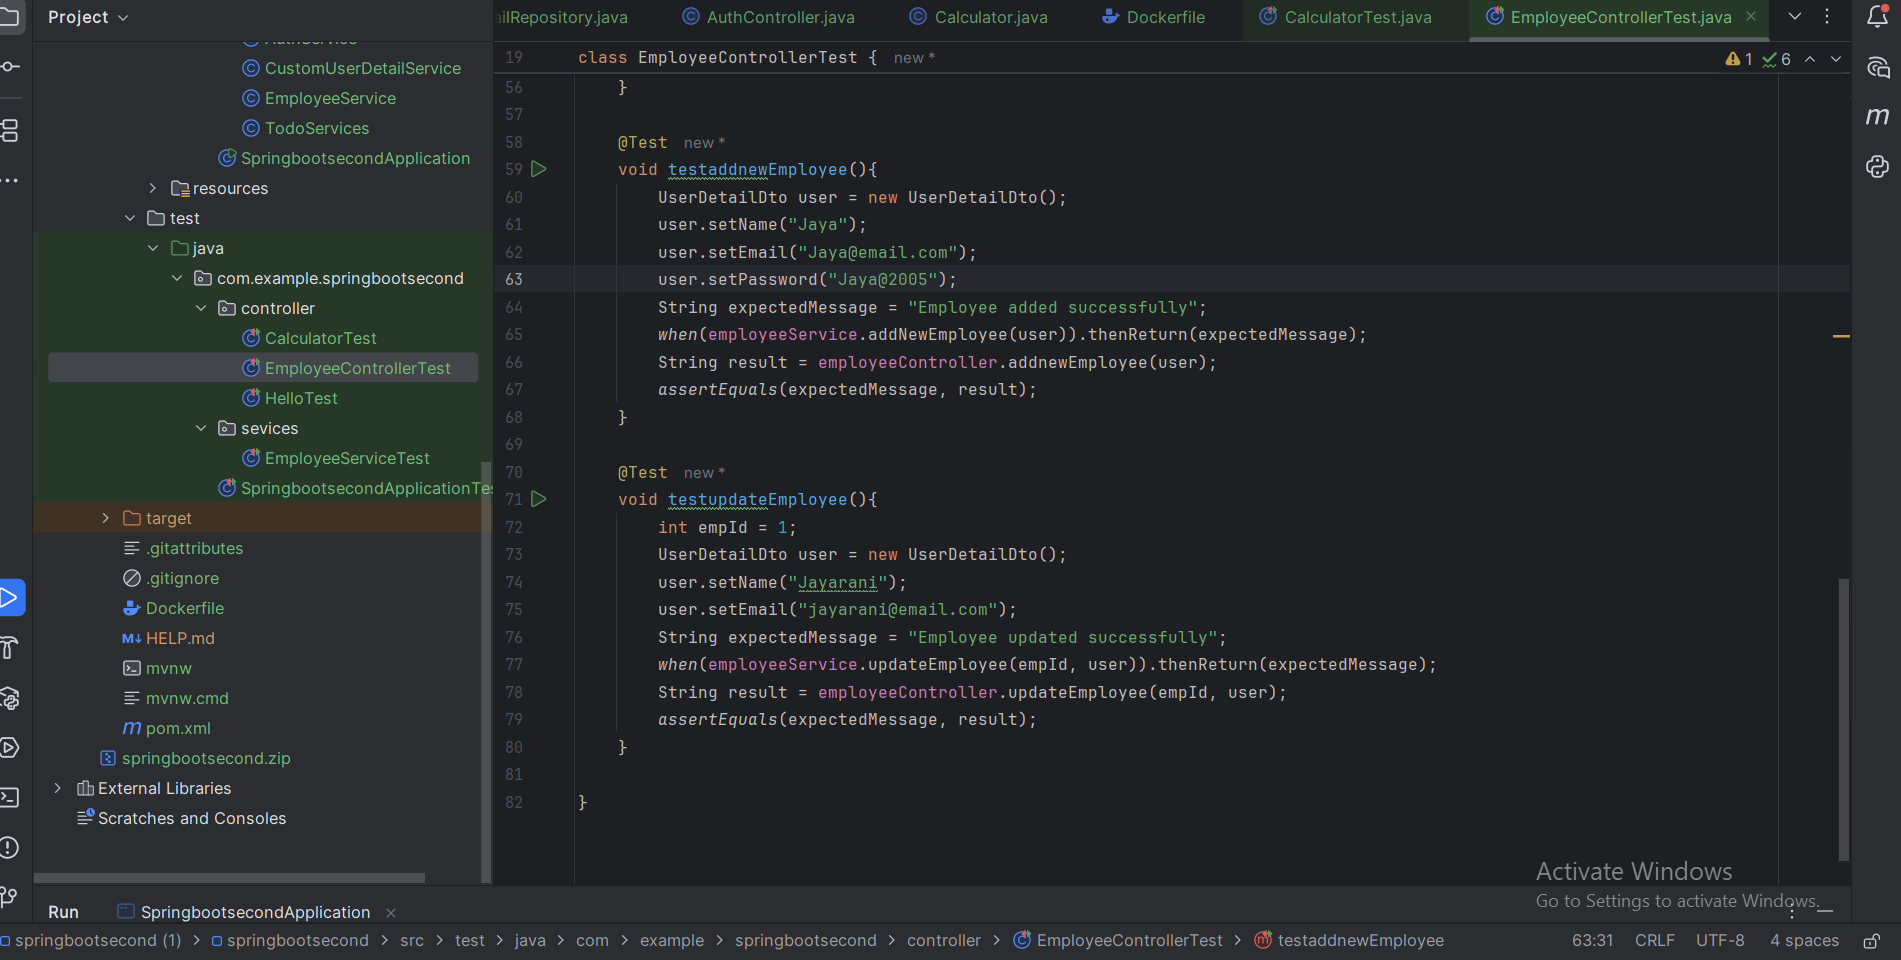 Project
ailRepository.java
AuthController.java
Calculator.java
Dockerfile
CalculatorTest.java
EmployeeControllerTest.java
AuthService
CustomUserDetailService
EmployeeService
TodoServices
SpringbootsecondApplication
resources
test
java
com.example.springbootsecond
controller
CalculatorTest
EmployeeControllerTest
HelloTest
sevices
EmployeeServiceTest
SpringbootsecondApplicationTes
target
.gitattributes
.gitignore
Dockerfile
M↓ HELP.md
mvnw
mvnw.cmd
m pom.xml
springbootsecond.zip
External Libraries
Scratches and Consoles
19 class EmployeeControllerTest { new *
1 6
56 }
57
58 @Test new *
59 void testaddnewEmployee(){
60 UserDetailDto user = new UserDetailDto();
61 user.setName("Jaya");
62 user.setEmail("Jaya@email.com");
63 user.setPassword("Jaya@2005");
64 String expectedMessage = "Employee added successfully";
65 when(employeeService.addNewEmployee(user)).thenReturn(expectedMessage);
66 String result = employeeController.addnewEmployee(user);
67 assertEquals(expectedMessage, result);
68 }
69
70 @Test new *
71 void testupdateEmployee(){
72 int empId = 1;
73 UserDetailDto user = new UserDetailDto();
74 user.setName("Jayarani");
75 user.setEmail("jayarani@email.com");
76 String expectedMessage = "Employee updated successfully";
77 when(employeeService.updateEmployee(empId, user)).thenReturn(expectedMessage);
78 String result = employeeController.updateEmployee(empId, user);
79 assertEquals(expectedMessage, result);
80 }
81
82 }
m
Activate Windows
Go to Settings to activate Windows.
Run SpringbootsecondApplication
springbootsecond (1) > springbootsecond > src > test > java > com > example > springbootsecond > controller > EmployeeControllerTest > testaddnewEmployee
63:31 CRLF UTF-8 4 spaces